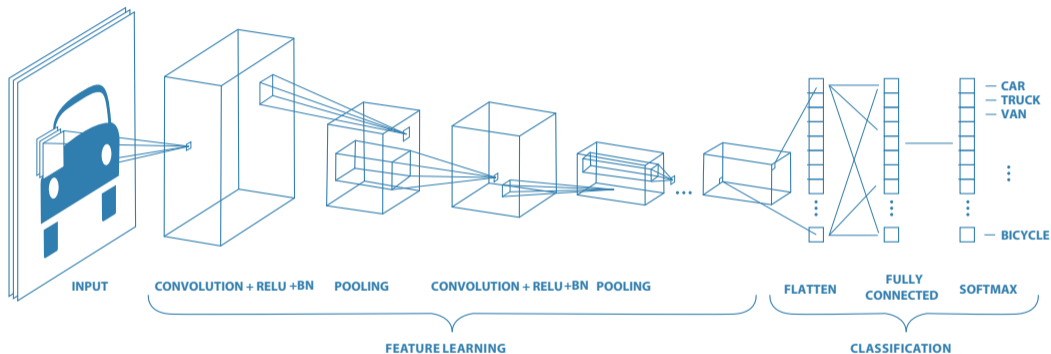 CAR
TRUCK
VAN
BICYCLE
INPUT
CONVOLUTION + RELU +BN
POOLING
CONVOLUTION + RELU+BN
POOLING
FLATTEN
FULLY
CONNECTED
SOFTMAX
FEATURE LEARNING
CLASSIFICATION